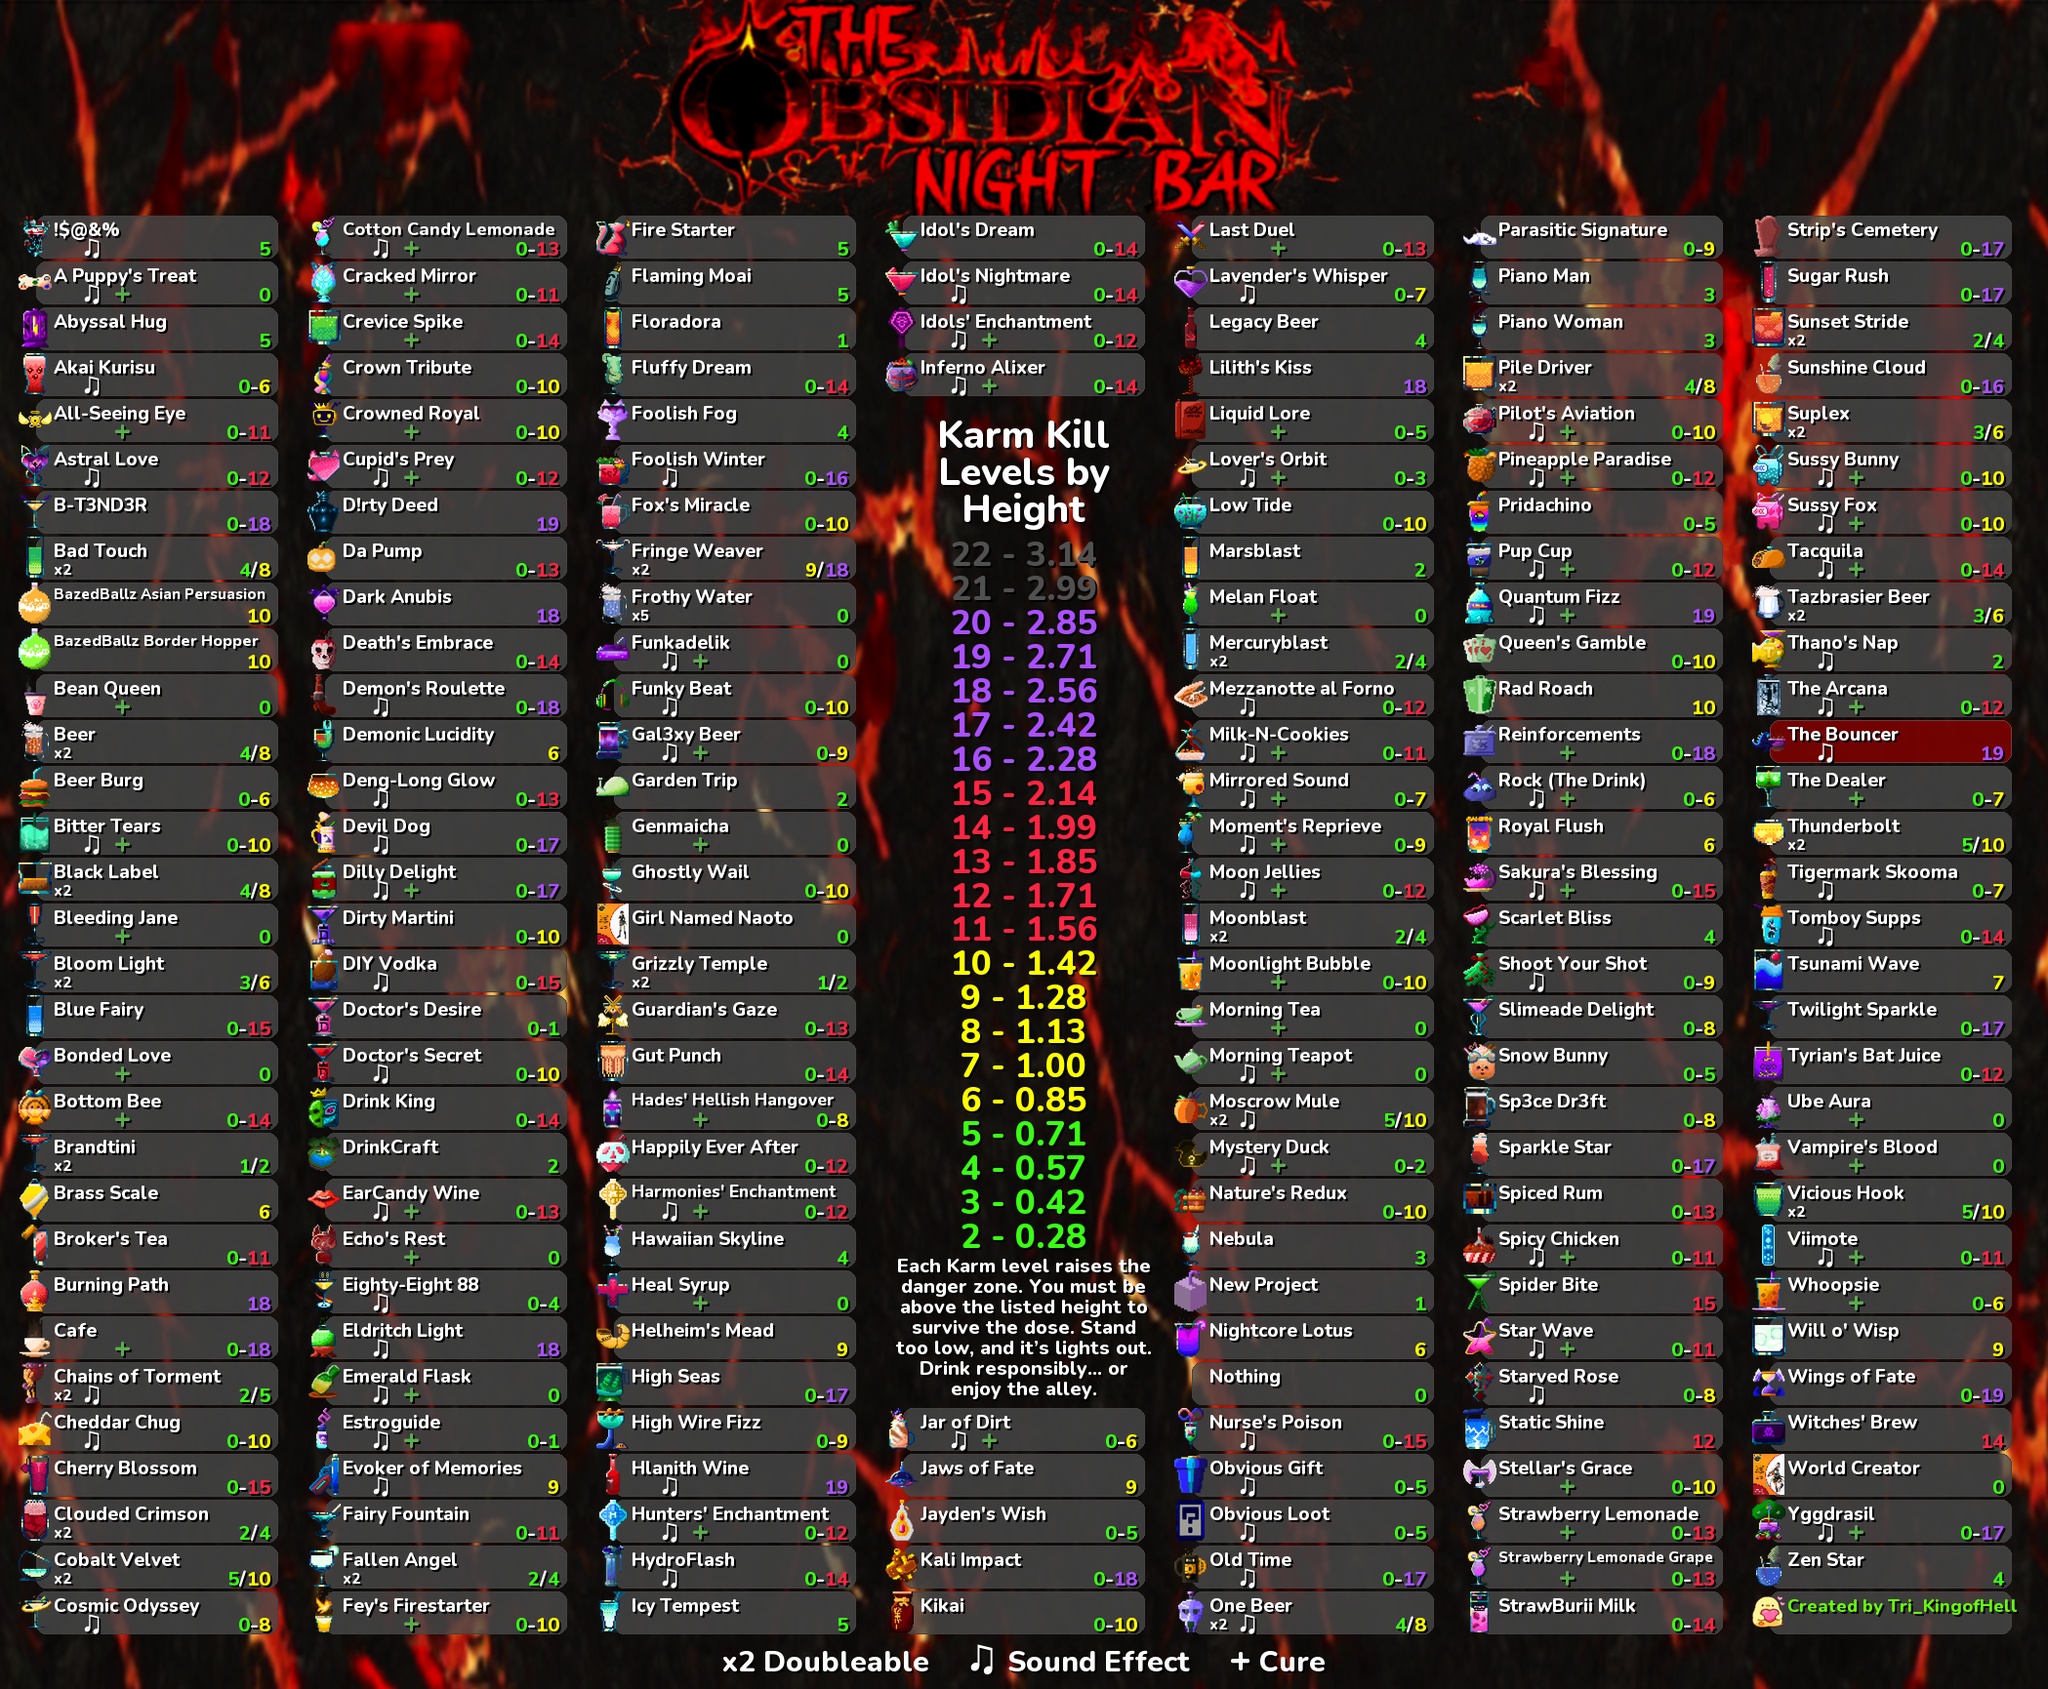 THE
OBSIDIAN
NIGHT BAR
!$@&%
♫ 5
A Puppy's Treat
♫ + 0
Abyssal Hug
5
Akai Kurisu
♫ 0-6
All-Seeing Eye
+ 0-11
Astral Love
♫ 0-12
B-T3ND3R
0-18
Bad Touch
x2 4/8
BazedBallz Asian Persuasion
10
BazedBallz Border Hopper
10
Bean Queen
+ 0
Beer
x2 4/8
Beer Burg
0-6
Bitter Tears
♫ + 0-10
Black Label
x2 4/8
Bleeding Jane
+ 0
Bloom Light
x2 3/6
Blue Fairy
0-15
Bonded Love
+ 0
Bottom Bee
+ 0-14
Brandtini
x2 1/2
Brass Scale
6
Broker's Tea
0-11
Burning Path
18
Cafe
+ 0-18
Chains of Torment
x2 ♫ 2/5
Cheddar Chug
♫ 0-10
Cherry Blossom
0-15
Clouded Crimson
x2 2/4
Cobalt Velvet
x2 5/10
Cosmic Odyssey
♫ 0-8
Cotton Candy Lemonade
♫ + 0-13
Cracked Mirror
+ 0-11
Crevice Spike
+ 0-14
Crown Tribute
0-10
Crowned Royal
+ 0-10
Cupid's Prey
♫ + 0-12
D!rty Deed
19
Da Pump
0-13
Dark Anubis
18
Death's Embrace
0-14
Demon's Roulette
♫ 0-18
Demonic Lucidity
6
Deng-Long Glow
♫ 0-13
Devil Dog
♫ 0-17
Dilly Delight
♫ + 0-17
Dirty Martini
0-10
DIY Vodka
♫ 0-15
Doctor's Desire
0-1
Doctor's Secret
♫ 0-10
Drink King
0-14
DrinkCraft
2
EarCandy Wine
♫ + 0-13
Echo's Rest
+ 0
Eighty-Eight 88
♫ 0-4
Eldritch Light
♫ 18
Emerald Flask
♫ + 0
Estroguide
♫ + 0-1
Evoker of Memories
♫ 9
Fairy Fountain
0-11
Fallen Angel
x2 2/4
Fey's Firestarter
+ 0-10
Fire Starter
5
Flaming Moai
5
Floradora
1
Fluffy Dream
0-14
Foolish Fog
4
Foolish Winter
♫ 0-16
Fox's Miracle
0-10
Fringe Weaver
x2 9/18
Frothy Water
x5 0
Funkadelik
♫ + 0
Funky Beat
♫ 0-10
Gal3xy Beer
♫ + 0-9
Garden Trip
2
Genmaicha
+ 0
Ghostly Wail
0-10
Girl Named Naoto
0
Grizzly Temple
x2 1/2
Guardian's Gaze
0-13
Gut Punch
0-14
Hades' Hellish Hangover
+ 0-8
Happily Ever After
0-12
Harmonies' Enchantment
♫ + 0-12
Hawaiian Skyline
4
Heal Syrup
+ 0
Helheim's Mead
9
High Seas
0-17
High Wire Fizz
0-9
Hlanith Wine
19
Hunters' Enchantment
♫ + 0-12
HydroFlash
♫ 0-14
Icy Tempest
5
Idol's Dream
0-14
Idol's Nightmare
♫ 0-14
Idols' Enchantment
♫ + 0-12
Inferno Alixer
♫ + 0-14
Karm Kill
Levels by
Height
22 - 3.14
21 - 2.99
20 - 2.85
19 - 2.71
18 - 2.56
17 - 2.42
16 - 2.28
15 - 2.14
14 - 1.99
13 - 1.85
12 - 1.71
11 - 1.56
10 - 1.42
9 - 1.28
8 - 1.13
7 - 1.00
6 - 0.85
5 - 0.71
4 - 0.57
3 - 0.42
2 - 0.28
Each Karm level raises the
danger zone. You must be
above the listed height to
survive the dose. Stand
too low, and it's lights out.
Drink responsibly... or
enjoy the alley.
Jar of Dirt
♫ + 0-6
Jaws of Fate
9
Jayden's Wish
0-5
Kali Impact
0-18
Kikai
0-10
Last Duel
+ 0-13
Lavender's Whisper
♫ 0-7
Legacy Beer
4
Lilith's Kiss
18
Liquid Lore
+ 0-5
Lover's Orbit
♫ + 0-3
Low Tide
0-10
Marsblast
2
Melan Float
+ 0
Mercuryblast
x2 2/4
Mezzanotte al Forno
♫ 0-12
Milk-N-Cookies
♫ + 0-11
Mirrored Sound
♫ + 0-7
Moment's Reprieve
♫ + 0-9
Moon Jellies
♫ + 0-12
Moonblast
x2 2/4
Moonlight Bubble
+ 0-10
Morning Tea
+ 0
Morning Teapot
♫ + 0
Moscrow Mule
x2 ♫ 5/10
Mystery Duck
♫ + 0-2
Nature's Redux
0-10
Nebula
3
New Project
1
Nightcore Lotus
6
Nothing
0
Nurse's Poison
♫ 0-15
Obvious Gift
♫ 0-5
Obvious Loot
♫ 0-5
Old Time
♫ 0-17
One Beer
x2 ♫ 4/8
Parasitic Signature
0-9
Piano Man
3
Piano Woman
3
Pile Driver
x2 4/8
Pilot's Aviation
♫ + 0-10
Pineapple Paradise
♫ + 0-12
Pridachino
0-5
Pup Cup
♫ + 0-12
Quantum Fizz
♫ + 19
Queen's Gamble
0-10
Rad Roach
10
Reinforcements
+ 0-18
Rock (The Drink)
♫ + 0-6
Royal Flush
6
Sakura's Blessing
♫ + 0-15
Scarlet Bliss
4
Shoot Your Shot
♫ 0-9
Slimeade Delight
0-8
Snow Bunny
0-5
Sp3ce Dr3ft
0-8
Sparkle Star
0-17
Spiced Rum
0-13
Spicy Chicken
♫ + 0-11
Spider Bite
15
Star Wave
♫ + 0-11
Starved Rose
♫ 0-8
Static Shine
12
Stellar's Grace
+ 0-10
Strawberry Lemonade
+ 0-13
Strawberry Lemonade Grape
+ 0-13
StrawBurii Milk
0-14
Strip's Cemetery
0-17
Sugar Rush
0-17
Sunset Stride
x2 2/4
Sunshine Cloud
0-16
Suplex
x2 3/6
Sussy Bunny
♫ + 0-10
Sussy Fox
♫ + 0-10
Tacquila
♫ + 0-14
Tazbrasier Beer
x2 3/6
Thano's Nap
♫ 2
The Arcana
♫ + 0-12
The Bouncer
♫ 19
The Dealer
+ 0-7
Thunderbolt
x2 5/10
Tigermark Skooma
♫ 0-7
Tomboy Supps
♫ 0-14
Tsunami Wave
7
Twilight Sparkle
0-17
Tyrian's Bat Juice
0-12
Ube Aura
+ 0
Vampire's Blood
+ 0
Vicious Hook
x2 5/10
Viimote
♫ + 0-11
Whoopsie
+ 0-6
Will o' Wisp
9
Wings of Fate
0-19
Witches' Brew
14
World Creator
0
Yggdrasil
♫ + 0-17
Zen Star
4
Created by Tri_KingofHell
x2 Doubleable ♫ Sound Effect + Cure